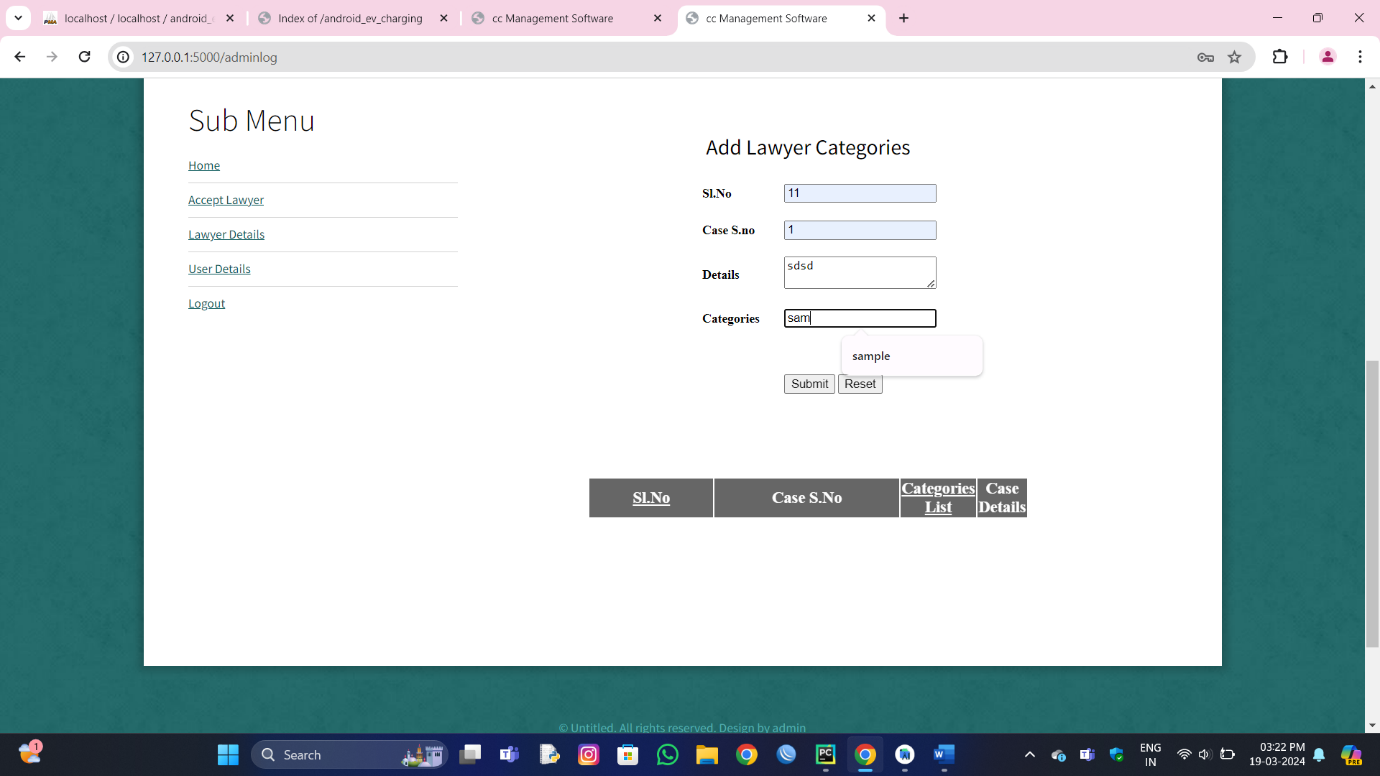 localhost / localhost / android_
Index of /android_ev_charging
cc Management Software
cc Management Software
127.0.0.1:5000/adminlog
Sub Menu
Home
Accept Lawyer
Lawyer Details
User Details
Logout
Add Lawyer Categories
Sl.No 11
Case S.no 1
Details sdsd
Categories sam
sample
Submit Reset
Sl.No Case S.No Categories List Case Details
© Untitled. All rights reserved. Design by admin
1
Search
ENG
IN
03:22 PM
19-03-2024
PRE